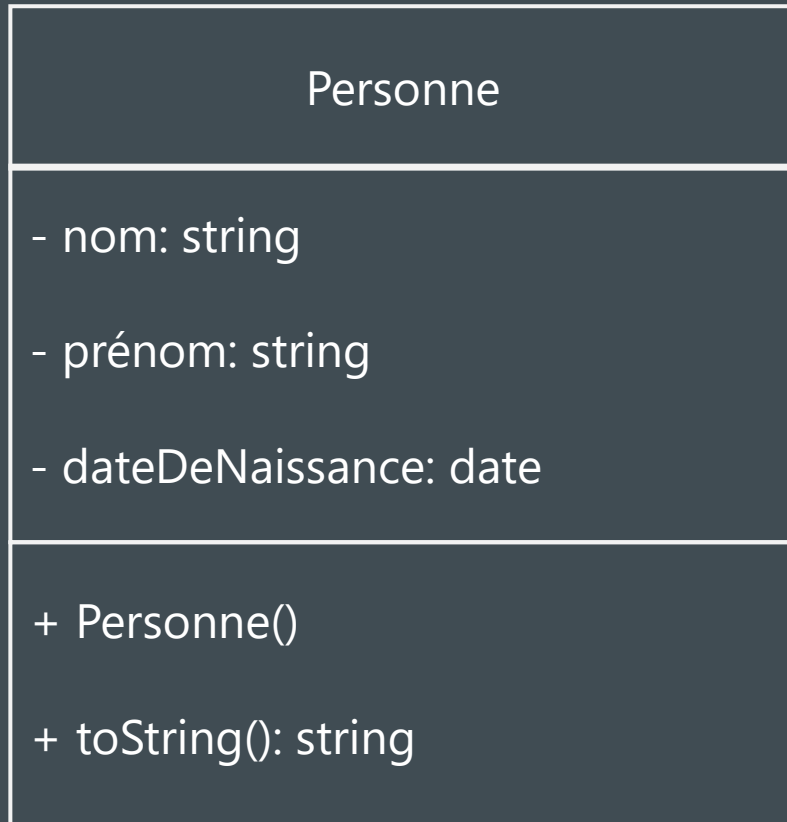 Personne
- nom: string
- prénom: string
- dateDeNaissance: date
+ Personne()
+ toString(): string